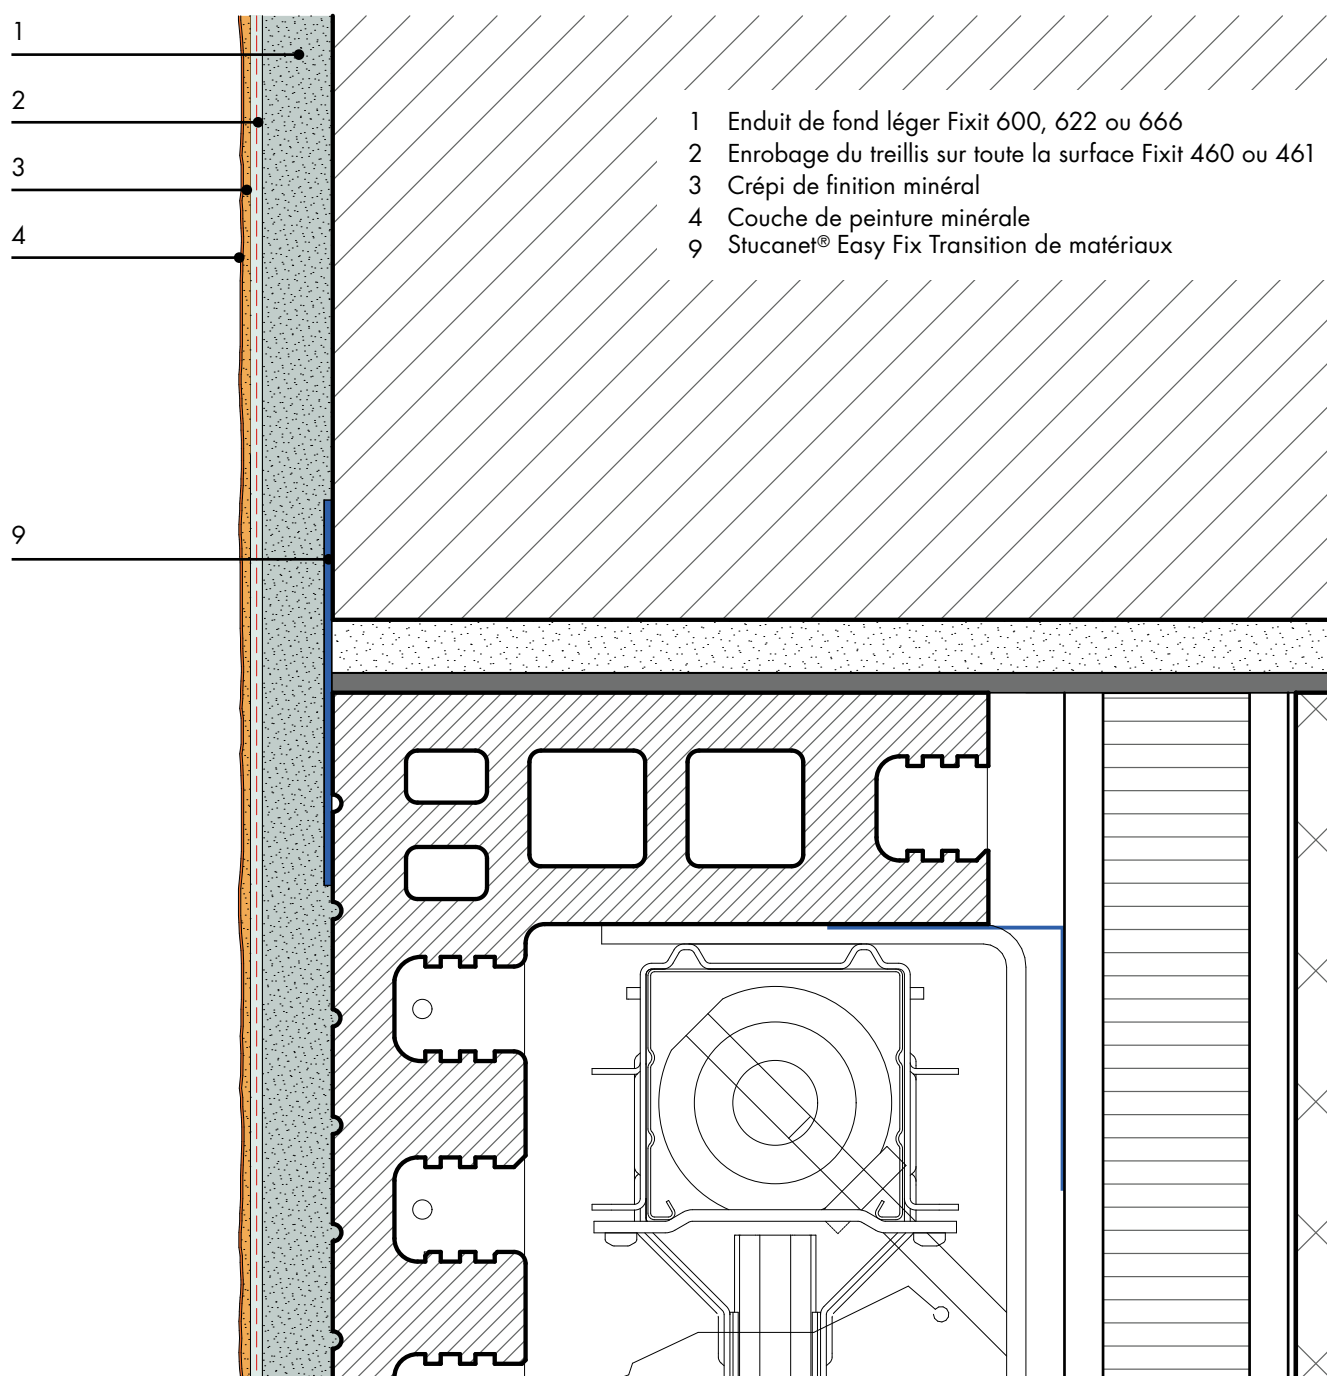 1
2
3
4
9
1 Enduit de fond léger Fixit 600, 622 ou 666
2 Enrobage du treillis sur toute la surface Fixit 460 ou 461
3 Crépi de finition minéral
4 Couche de peinture minérale
9 Stucanet® Easy Fix Transition de matériaux